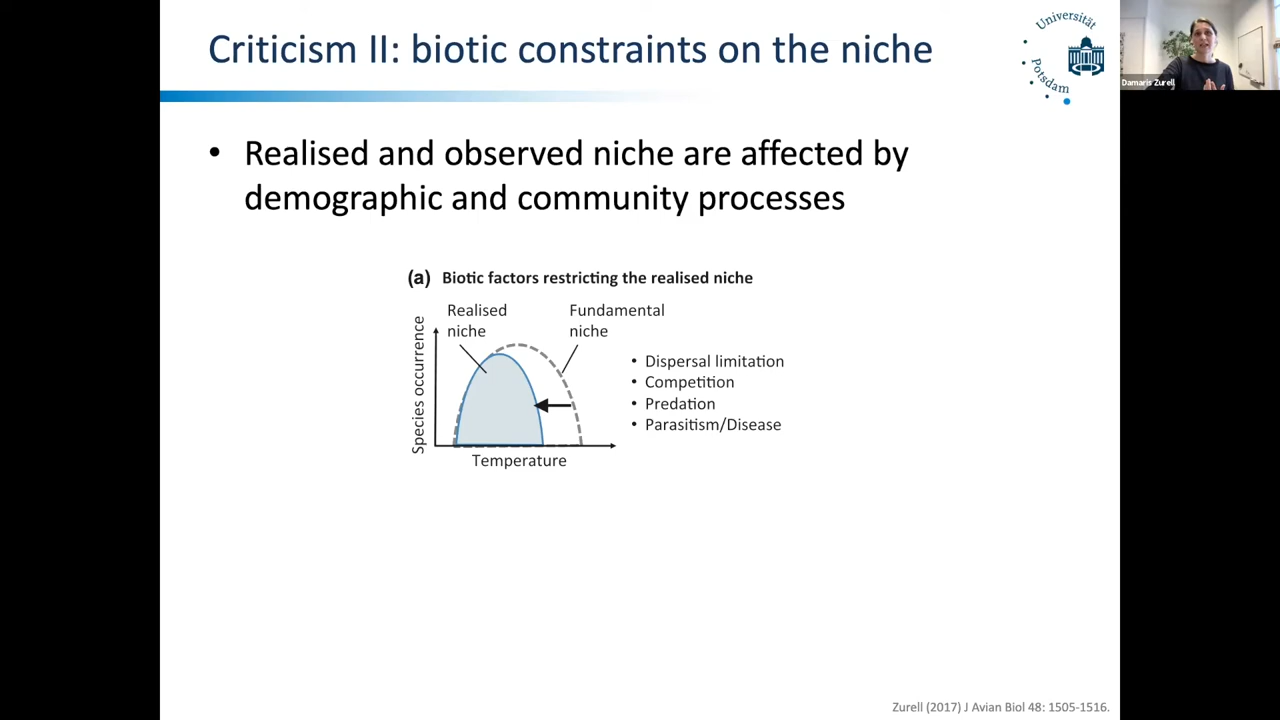 Criticism II: biotic constraints on the niche
Universität
Potsdam
Damaris Zurell
• Realised and observed niche are affected by
demographic and community processes
(a) Biotic factors restricting the realised niche
Realised
niche
Fundamental
niche
Species occurrence
Temperature
• Dispersal limitation
• Competition
• Predation
• Parasitism/Disease
Zurell (2017) J Avian Biol 48: 1505-1516.